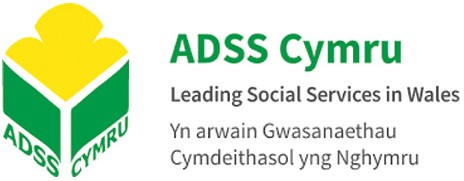 ADSS CYMRU
ADSS Cymru
Leading Social Services in Wales
Yn arwain Gwasanaethau
Cymdeithasol yng Nghymru